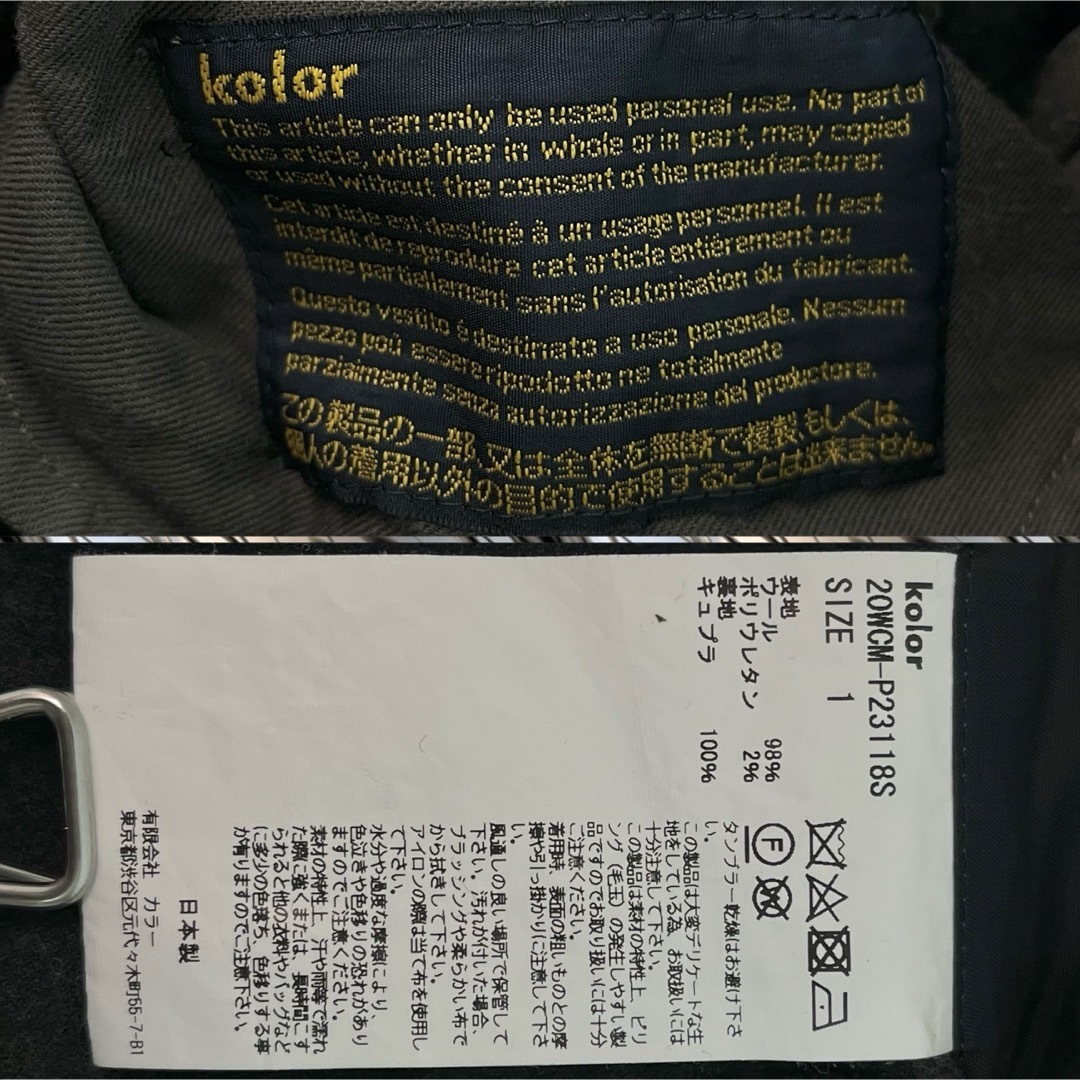 kolor
This article can only be used personal use. No part of
this article, whether in whole or in part, may copied
or used without the consent of the manufacturer.
Cet article est destiné à un usage personnel. Il est
interdit de reproduire cet article entièrement ou
même partialement sans l'autorisation du fabricant.
Questo vestito è destinato a uso personale. Nessum
pezzo può essere ripodotto ne totalmente
parzialmente senza autorizzazione del productore.
この製品の一部又は全体を無断で複製、もしくは、
個人の着用以外の目的で使用することは出来ません
kolor
20WCM-P23118S
SIZE 1
表地
ウール 98%
ポリウレタン 2%
裏地
キュプラ 100%
タンブラー乾燥はお避け下さ
い。
この製品は大変デリケートな生
地をしている為、お取扱いには
十分注意して下さい。
この製品は素材の特性上、ピリ
ング(毛玉)の発生しやすい製
品ですのでお取り扱いには十分
ご注意ください。
着用時、表面の粗いものとの摩
擦や引っ掛かりに注意して下さ
い。
風通しの良い場所で保管して
下さい。汚れが付いた場合、
ブラッシングや柔らかい布で
から拭きして下さい。
アイロンの際は当て布を使用し
て下さい。
水分や過度な摩擦により、
色泣きや色移りの恐れがあり
ますのでご注意ください。
素材の特性上、汗や雨等で濡れ
た際に強くまたは、長時間こす
られると他の衣料やバッグなど
に多少の色落ち、色移りする事
が有りますのでご注意下さい。
日本製
有限会社 カラー
東京都渋谷区元代々木町55-7-B1